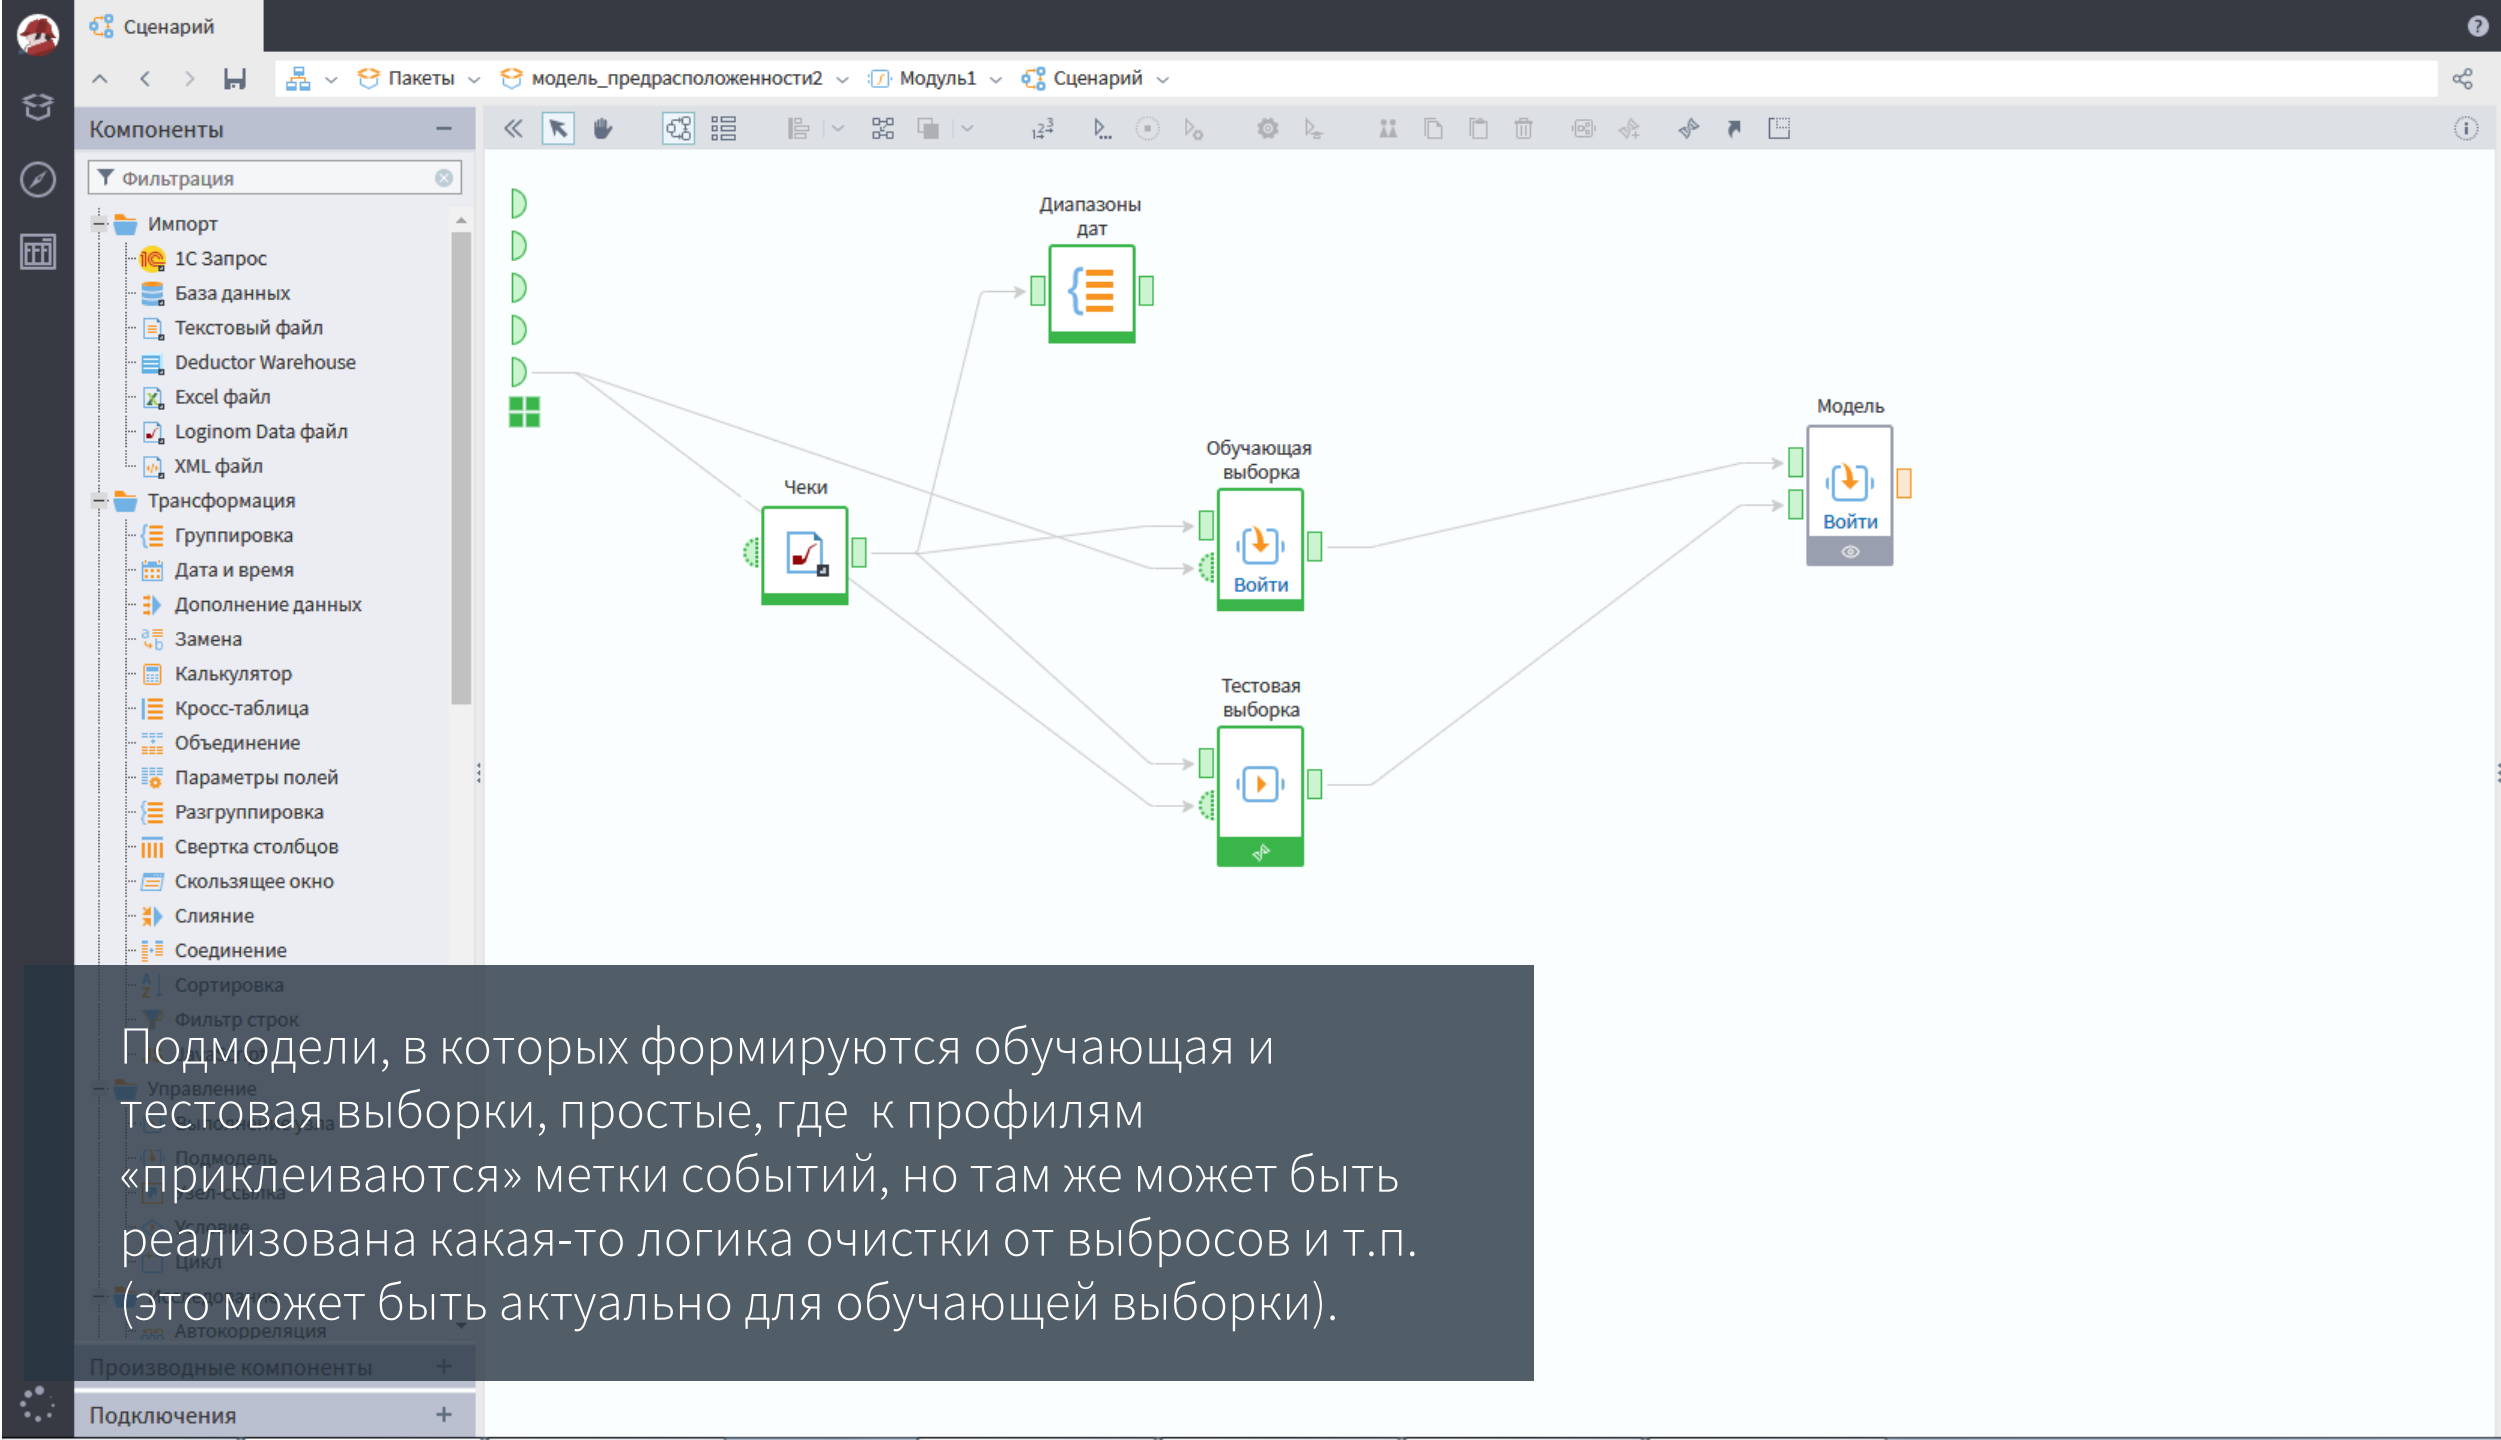 Сценарий
Пакеты
модель_предрасположенности2
Модуль1
Сценарий
Компоненты
Фильтрация
Импорт
1С Запрос
База данных
Текстовый файл
Deductor Warehouse
Excel файл
Loginom Data файл
XML файл
Трансформация
Группировка
Дата и время
Дополнение данных
Замена
Калькулятор
Кросс-таблица
Объединение
Параметры полей
Разгруппировка
Свертка столбцов
Скользящее окно
Слияние
Соединение
Сортировка
Фильтр строк
Управление
Подмодель
Узел-ссылка
Условие
Цикл
Автокорреляция
Производные компоненты
Подключения
Диапазоны
дат
Чеки
Обучающая
выборка
Войти
Тестовая
выборка
Модель
Войти
Подмодели, в которых формируются обучающая и
тестовая выборки, простые, где к профилям
«приклеиваются» метки событий, но там же может быть
реализована какая-то логика очистки от выбросов и т.п.
(это может быть актуально для обучающей выборки).